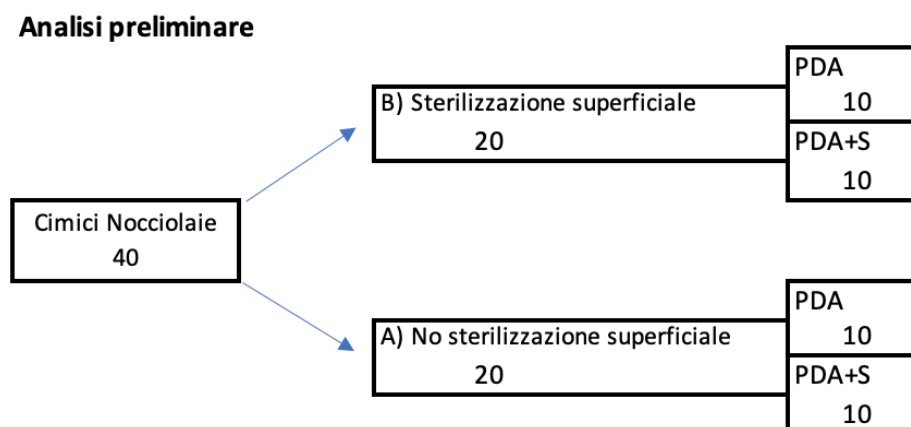 Analisi preliminare
PDA
10
B) Sterilizzazione superficiale
20
PDA+S
10
Cimici Nocciolaie
40
PDA
10
A) No sterilizzazione superficiale
20
PDA+S
10